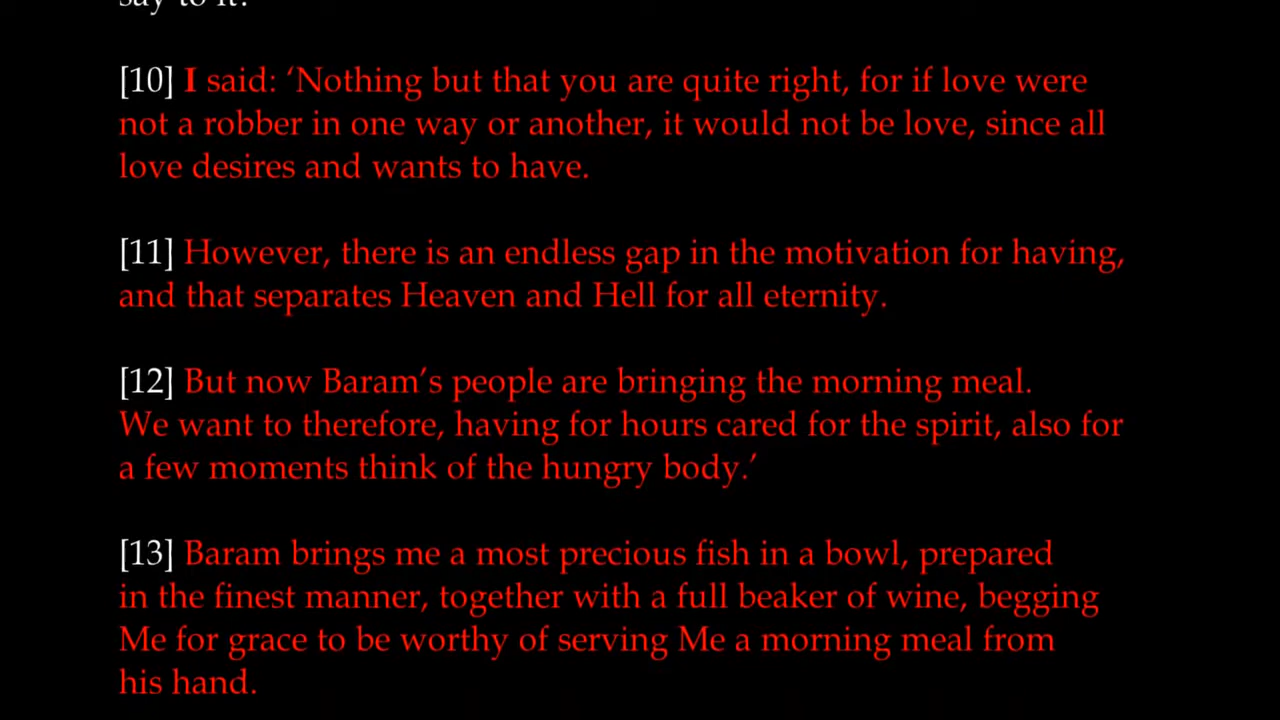 say to it?
[10] I said: ‘Nothing but that you are quite right, for if love were
not a robber in one way or another, it would not be love, since all
love desires and wants to have.
[11] However, there is an endless gap in the motivation for having,
and that separates Heaven and Hell for all eternity.
[12] But now Baram’s people are bringing the morning meal.
We want to therefore, having for hours cared for the spirit, also for
a few moments think of the hungry body.’
[13] Baram brings me a most precious fish in a bowl, prepared
in the finest manner, together with a full beaker of wine, begging
Me for grace to be worthy of serving Me a morning meal from
his hand.